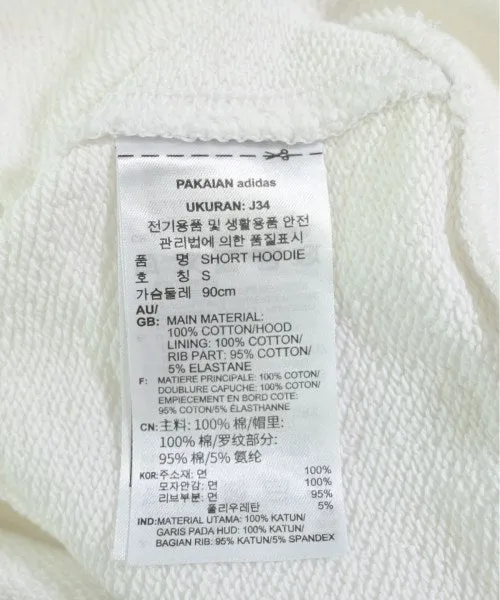 PAKAIAN adidas
UKURAN: J34
전기용품 및 생활용품 안전
관리법에 의한 품질표시
품 명 SHORT HOODIE
호 칭 S
가슴둘레 90cm
AU/
GB: MAIN MATERIAL:
100% COTTON/HOOD
LINING: 100% COTTON/
RIB PART: 95% COTTON/
5% ELASTANE
F: MATIERE PRINCIPALE: 100% COTON/
DOUBLURE CAPUCHE: 100% COTON/
EMPIECEMENT EN BORD COTE:
95% COTON/5% ÉLASTHANNE
CN: 主料: 100% 棉/帽里:
100% 棉/罗纹部分:
95% 棉/5% 氨纶
KOR: 주소재: 면 100%
모자안감: 면 100%
리브부분: 면 95%
폴리우레탄 5%
IND: MATERIAL UTAMA: 100% KATUN/
GARIS PADA HUD: 100% KATUN/
BAGIAN RIB: 95% KATUN/5% SPANDEX